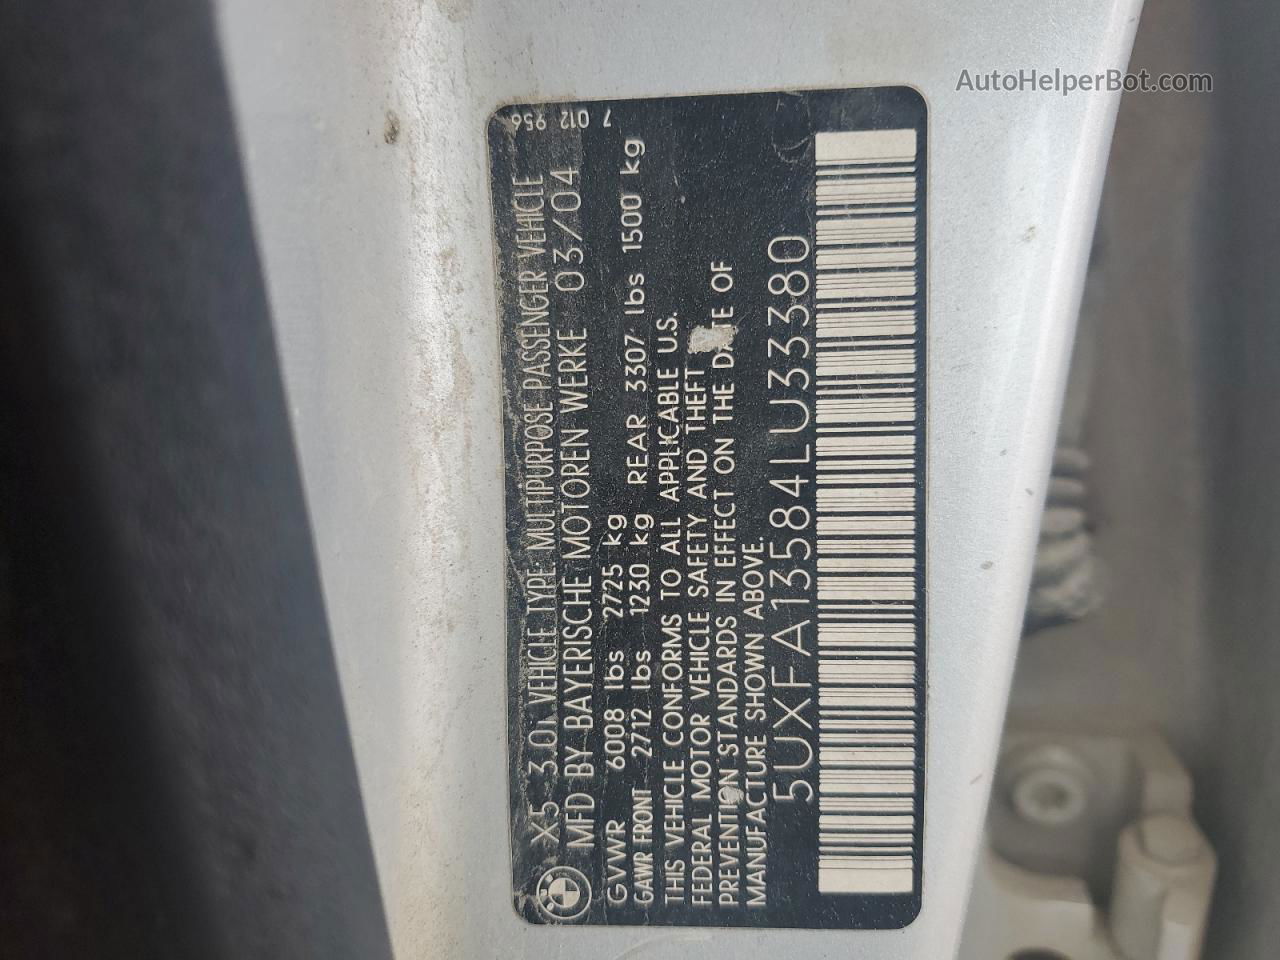 AutoHelperBot.com
7 012 956
X5 3.0i VEHICLE TYPE: MULTIPURPOSE PASSENGER VEHICLE
MFD BY BAYERISCHE MOTOREN WERKE 03/04
GVWR 6008 lbs 2725 kg
GAWR FRONT 2712 lbs 1230 kg REAR 3307 lbs 1500 kg
THIS VEHICLE CONFORMS TO ALL APPLICABLE U.S.
FEDERAL MOTOR VEHICLE SAFETY AND THEFT
PREVENTION STANDARDS IN EFFECT ON THE DATE OF
MANUFACTURE SHOWN ABOVE.
5UXFA13584LU33380